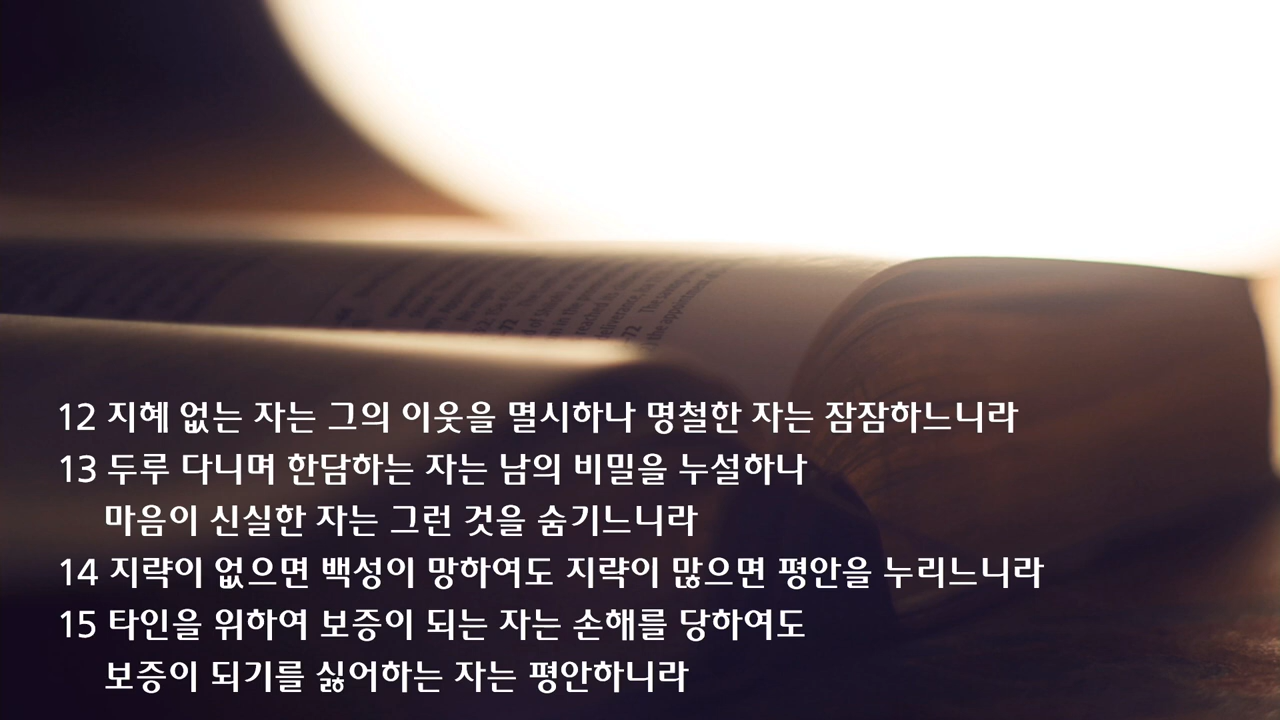 12 지혜 없는 자는 그의 이웃을 멸시하나 명철한 자는 잠잠하느니라
13 두루 다니며 한담하는 자는 남의 비밀을 누설하나
마음이 신실한 자는 그런 것을 숨기느니라
14 지략이 없으면 백성이 망하여도 지략이 많으면 평안을 누리느니라
15 타인을 위하여 보증이 되는 자는 손해를 당하여도
보증이 되기를 싫어하는 자는 평안하니라